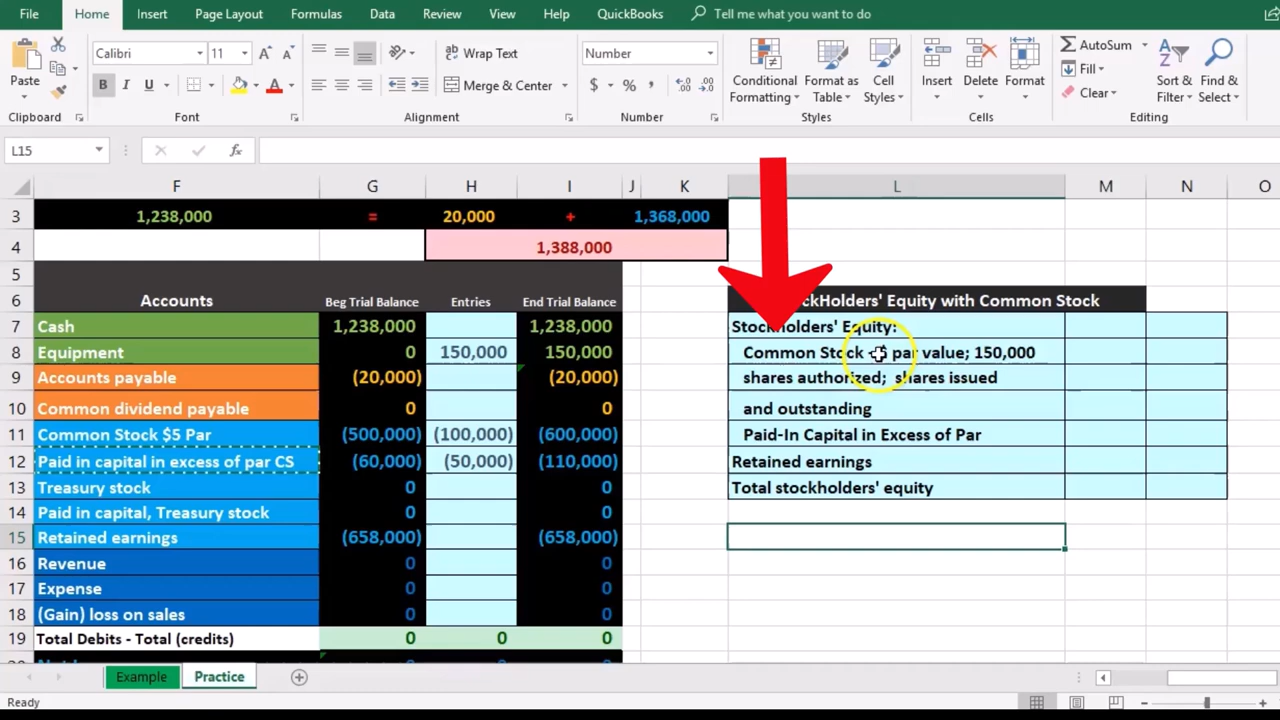 File Home Insert Page Layout Formulas Data Review View Help QuickBooks Tell me what you want to do
Calibri 11 A A Wrap Text Number AutoSum
Paste B I U A Merge & Center $ % , Conditional Format as Cell Insert Delete Format Fill Sort & Find &
Formatting Table Styles Clear Filter Select
Clipboard Font Alignment Number Styles Cells Editing
L15 fx
F G H I J K L M N O
3 1,238,000 = 20,000 + 1,368,000
4 1,388,000
5
6 Accounts Beg Trial Balance Entries End Trial Balance Equity with Common Stock
7 Cash 1,238,000 1,238,000 Stockholders' Equity:
8 Equipment 0 150,000 150,000 Common Stock - $ par value; 150,000
9 Accounts payable (20,000) (20,000) shares authorized; shares issued
10 Common dividend payable 0 0 and outstanding
11 Common Stock $5 Par (500,000) (100,000) (600,000) Paid-In Capital in Excess of Par
12 Paid in capital in excess of par CS (60,000) (50,000) (110,000) Retained earnings
13 Treasury stock 0 0 Total stockholders' equity
14 Paid in capital, Treasury stock 0 0
15 Retained earnings (658,000) (658,000)
16 Revenue 0 0
17 Expense 0 0
18 (Gain) loss on sales 0 0
19 Total Debits - Total (credits) 0 0 0
Example Practice
Ready